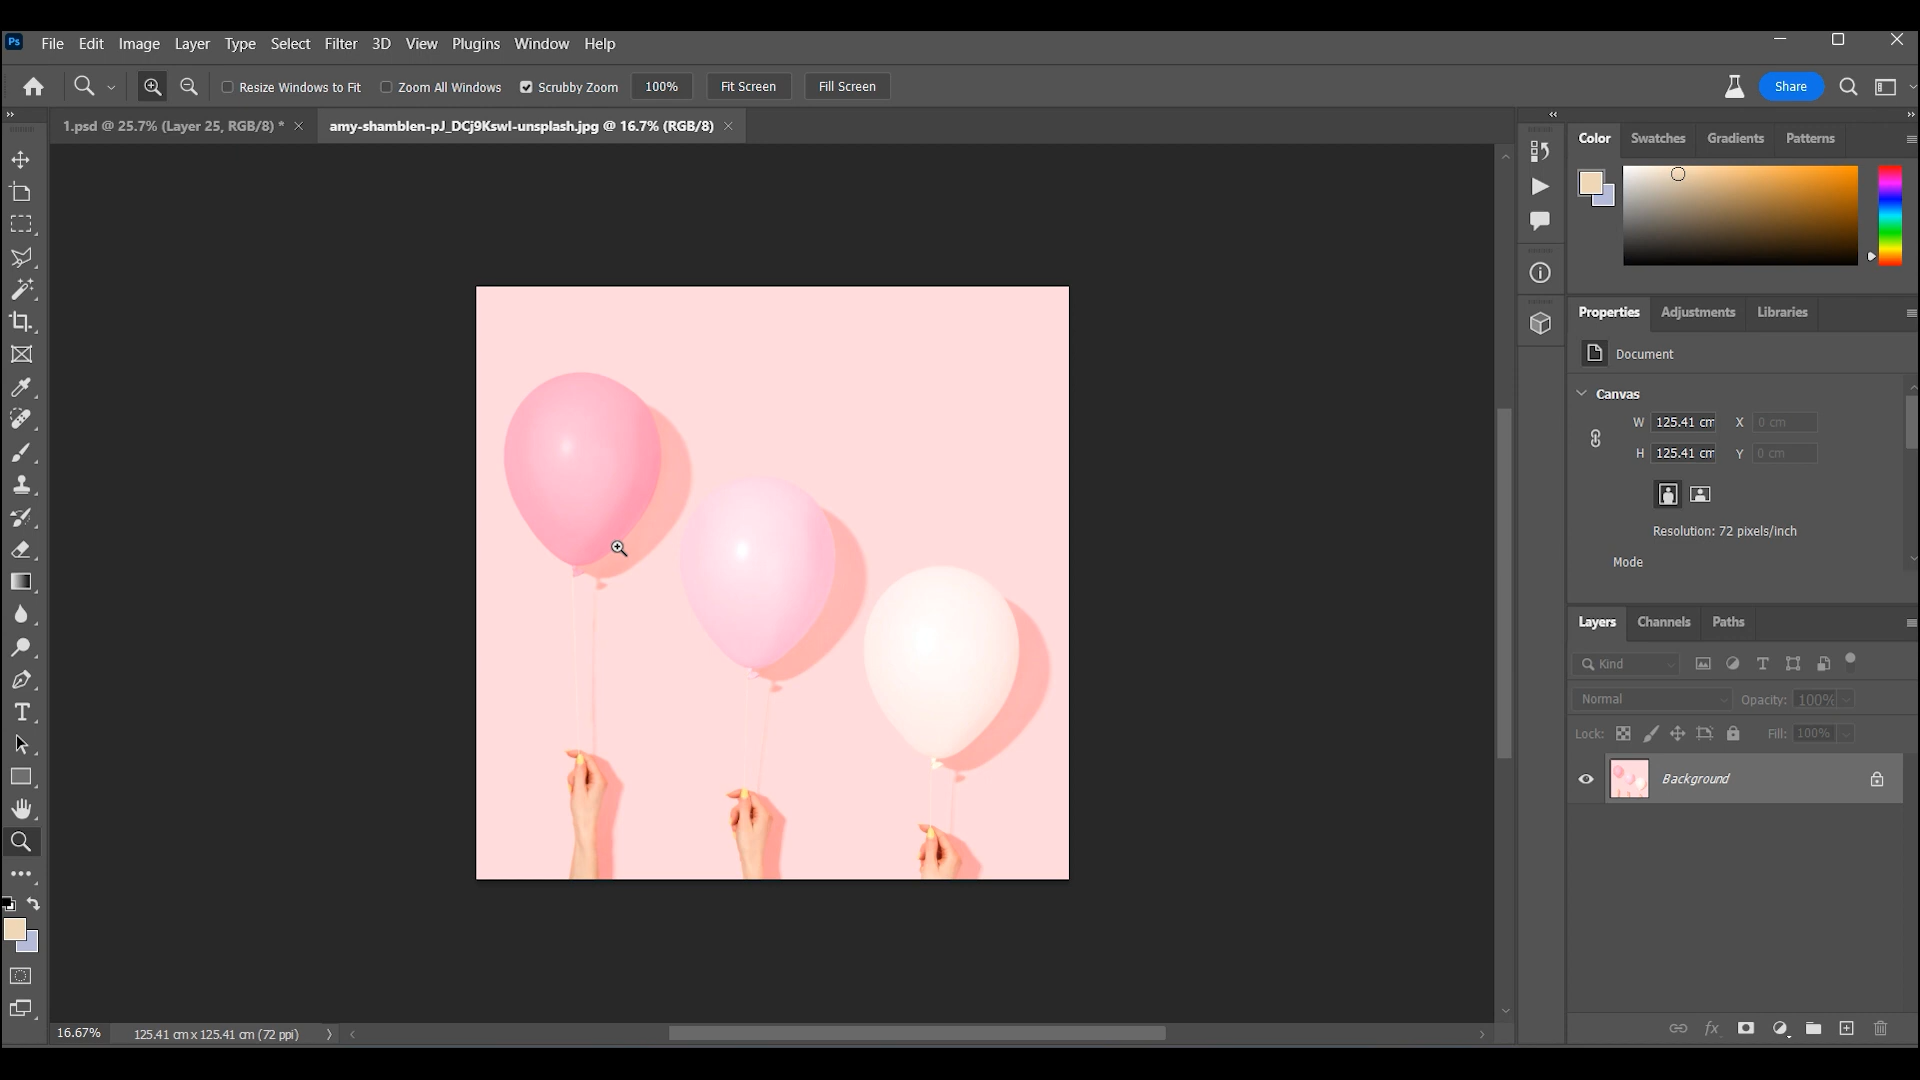 Ps File Edit Image Layer Type Select Filter 3D View Plugins Window Help
Resize Windows to Fit Zoom All Windows Scrubby Zoom 100% Fit Screen Fill Screen Share
1.psd @ 25.7% (Layer 25, RGB/8) * amy-shamblen-pJ_DCj9KswI-unsplash.jpg @ 16.7% (RGB/8)
Color Swatches Gradients Patterns
Properties Adjustments Libraries
Document
Canvas
W 125.41 cm X 0 cm
H 125.41 cm Y 0 cm
Resolution: 72 pixels/inch
Mode
Layers Channels Paths
Kind
Normal Opacity: 100%
Lock: Fill: 100%
Background
16.67% 125.41 cm x 125.41 cm (72 ppi)